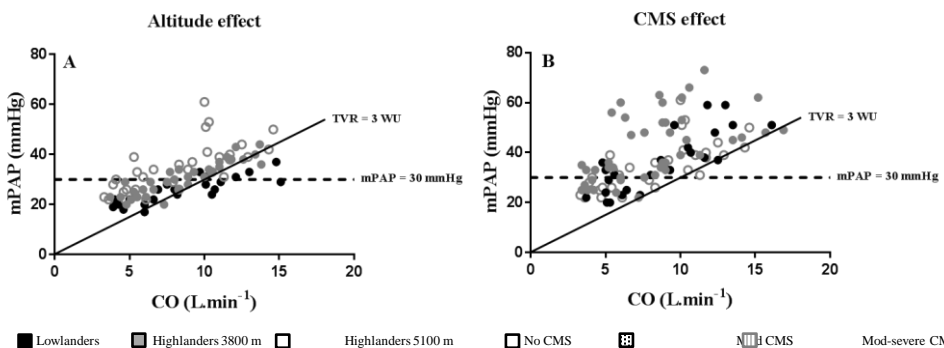 Altitude effect
80
60
40
20
0
mPAP (mmHg)
A
TVR = 3 WU
mPAP = 30 mmHg
0 5 10 15 20
CO (L.min-1)
Lowlanders Highlanders 3800 m Highlanders 5100 m
CMS effect
80
60
40
20
0
mPAP (mmHg)
B
TVR = 3 WU
mPAP = 30 mmHg
0 5 10 15 20
CO (L.min-1)
No CMS CMS Mod-severe